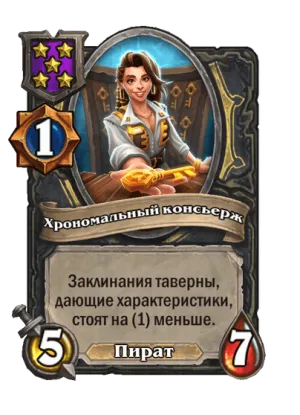 1
Хрономальный консьерж
Заклинания таверны,
дающие характеристики,
стоят на (1) меньше.
5
Пират
7